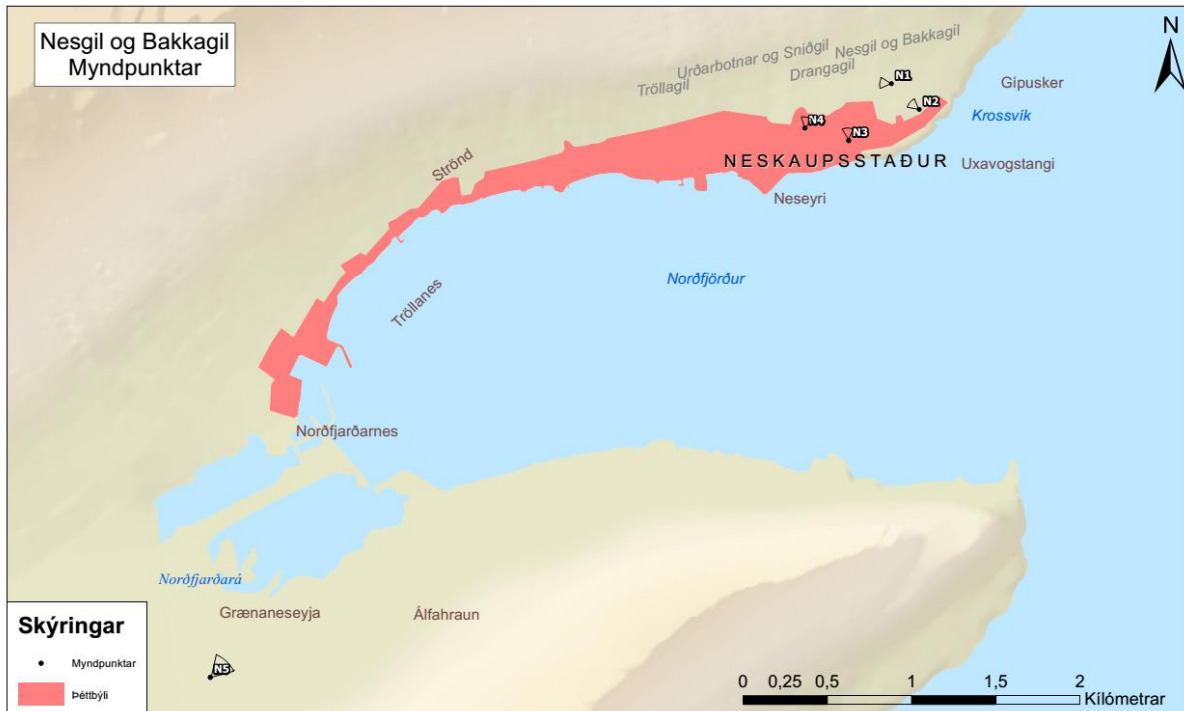 Nesgil og Bakkagil
Myndpunktar
N
Nesgil og Bakkagil
Urðarbotnar og Sniðgil
Drangagil
Tröllagil
N1
Gípusker
N2
Krossvík
N4
N3
NESKAUPSSTAÐUR
Uxavogstangi
Strönd
Neseyri
Norðfjörður
Tröllanes
Norðfjarðarnes
Norðfjarðará
Grænaneseyja
Álfahraun
N5
Skýringar
Myndpunktar
Þéttbýli
0 0,25 0,5 1 1,5 2
Kílómetrar